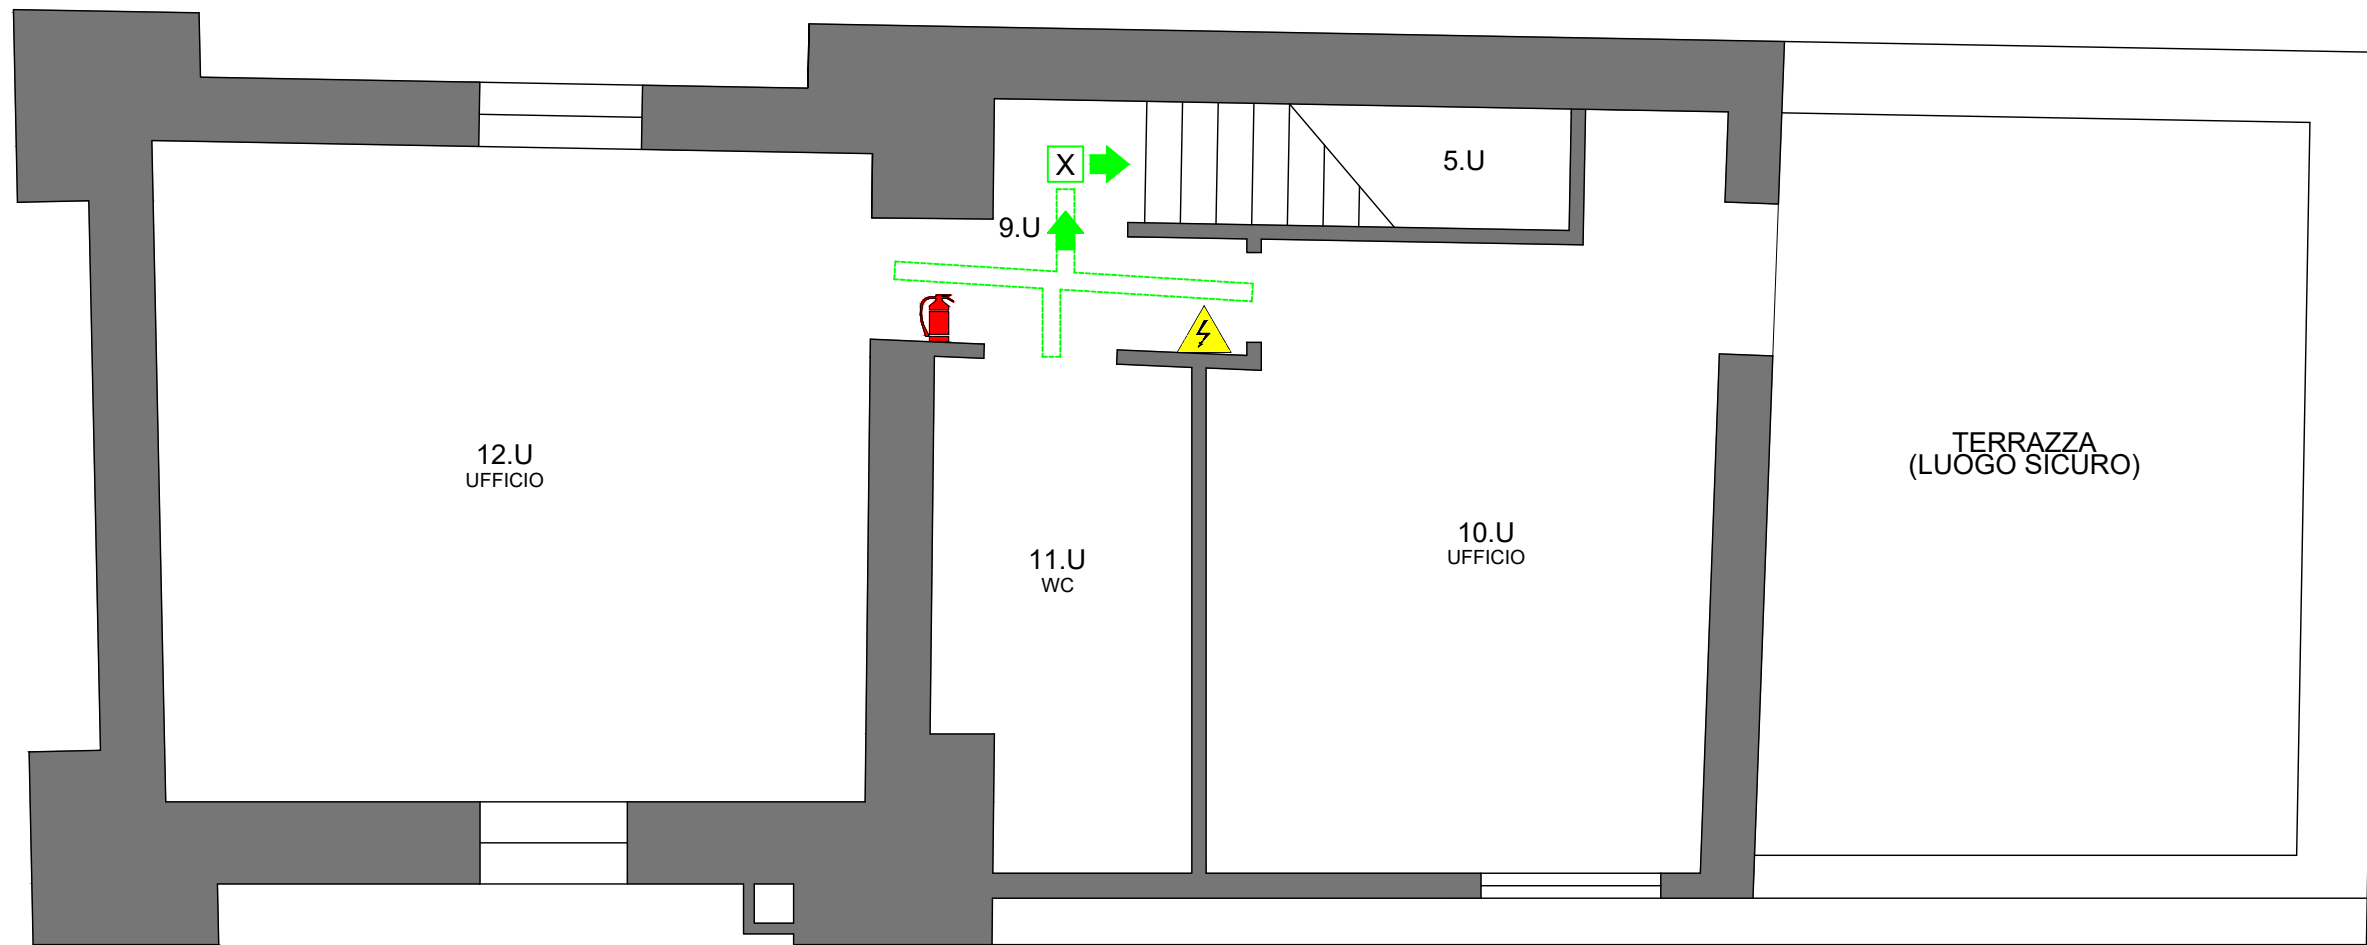 X
5.U
9.U
12.U
UFFICIO
TERRAZZA
(LUOGO SICURO)
10.U
UFFICIO
11.U
WC